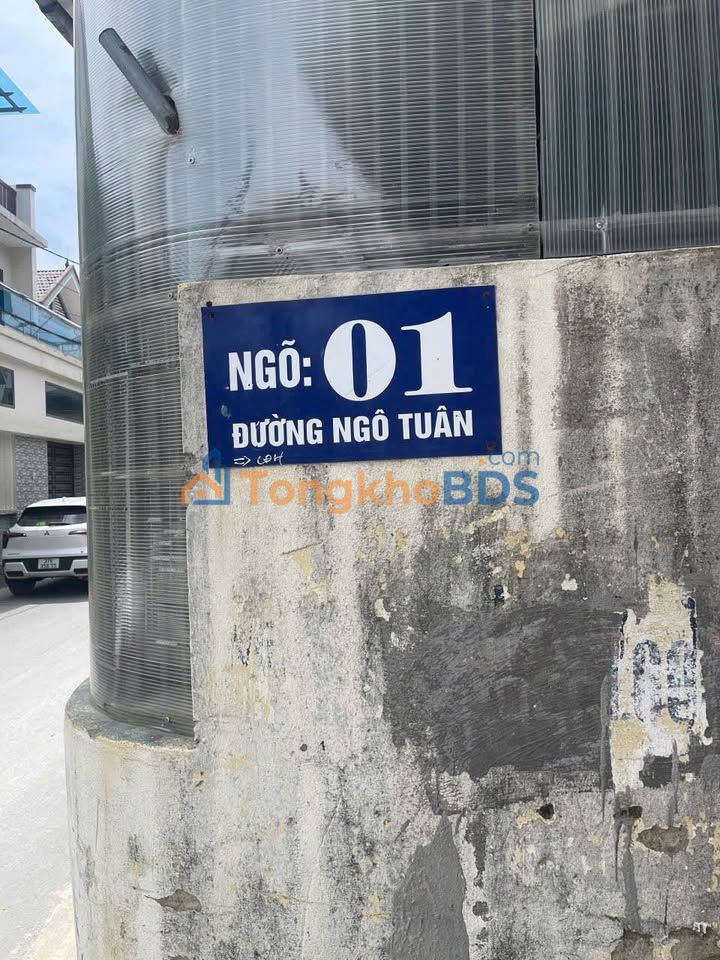 NGÕ: 01
ĐƯỜNG NGÔ TUÂN
TongkhoBDS.com